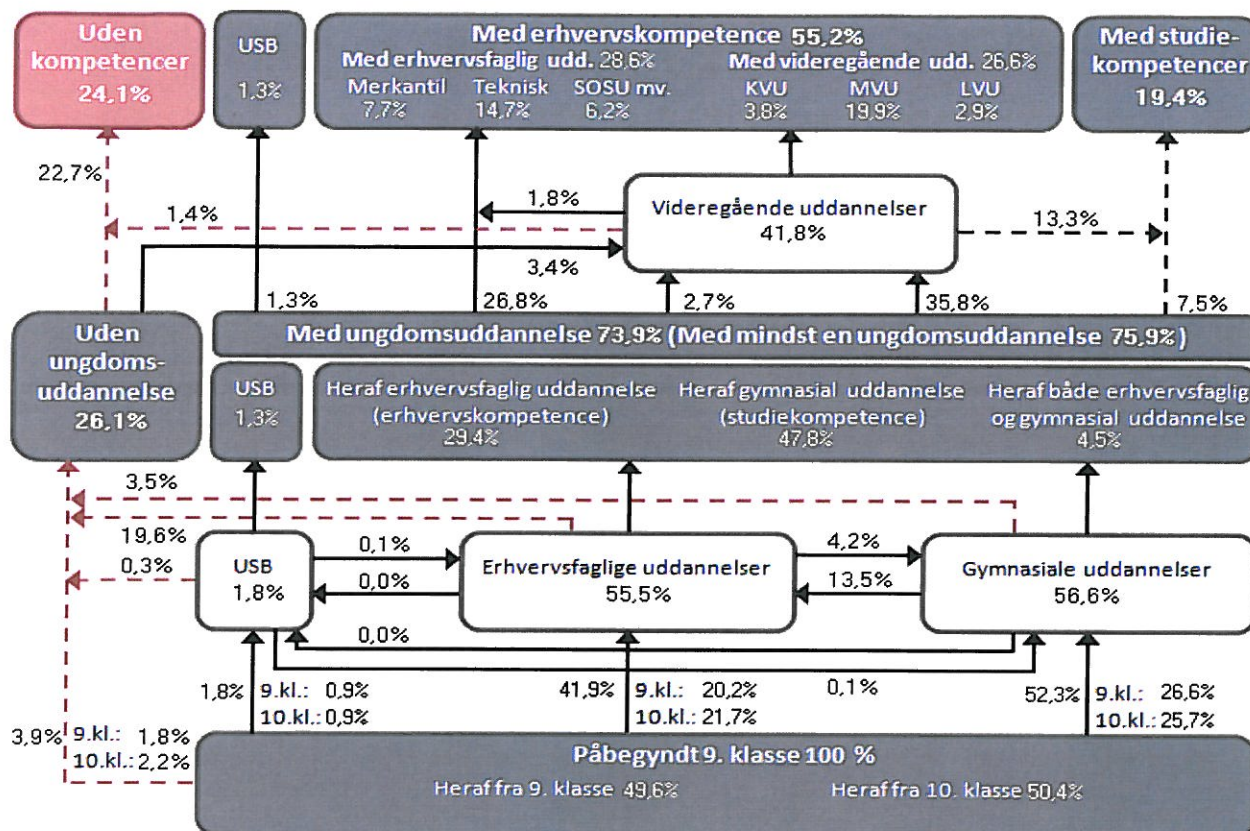 Uden
kompetencer
24,1%
USB
1,3%
Med erhvervskompetence 55,2%
Med erhvervsfaglig udd. 28,6%
Med videregående udd. 26,6%
Merkantil Teknisk SOSU mv.
7,7% 14,7% 6,2%
KVU MVU LVU
3,8% 19,9% 2,9%
Med studie-
kompetencer
19,4%
22,7%
1,4%
1,8%
Videregående uddannelser
41,8%
13,3%
3,4%
1,3%
26,8%
2,7%
35,8%
7,5%
Uden
ungdoms-
uddannelse
26,1%
Med ungdomsuddannelse 73,9% (Med mindst en ungdomsuddannelse 75,9%)
USB
1,3%
Heraf erhvervsfaglig uddannelse
(erhvervskompetence)
29,4%
Heraf gymnasial uddannelse
(studiekompetence)
47,8%
Heraf både erhvervsfaglig
og gymnasial uddannelse
4,5%
3,5%
19,6%
0,3%
USB
1,8%
0,1%
0,0%
Erhvervsfaglige uddannelser
55,5%
4,2%
13,5%
Gymnasiale uddannelser
56,6%
0,0%
0,1%
1,8%
9.kl.: 0,9%
10.kl.: 0,9%
41,9%
9.kl.: 20,2%
10.kl.: 21,7%
52,3%
9.kl.: 26,6%
10.kl.: 25,7%
3,9%
9.kl.: 1,8%
10.kl.: 2,2%
Påbegyndt 9. klasse 100 %
Heraf fra 9. klasse 49,6%
Heraf fra 10. klasse 50,4%